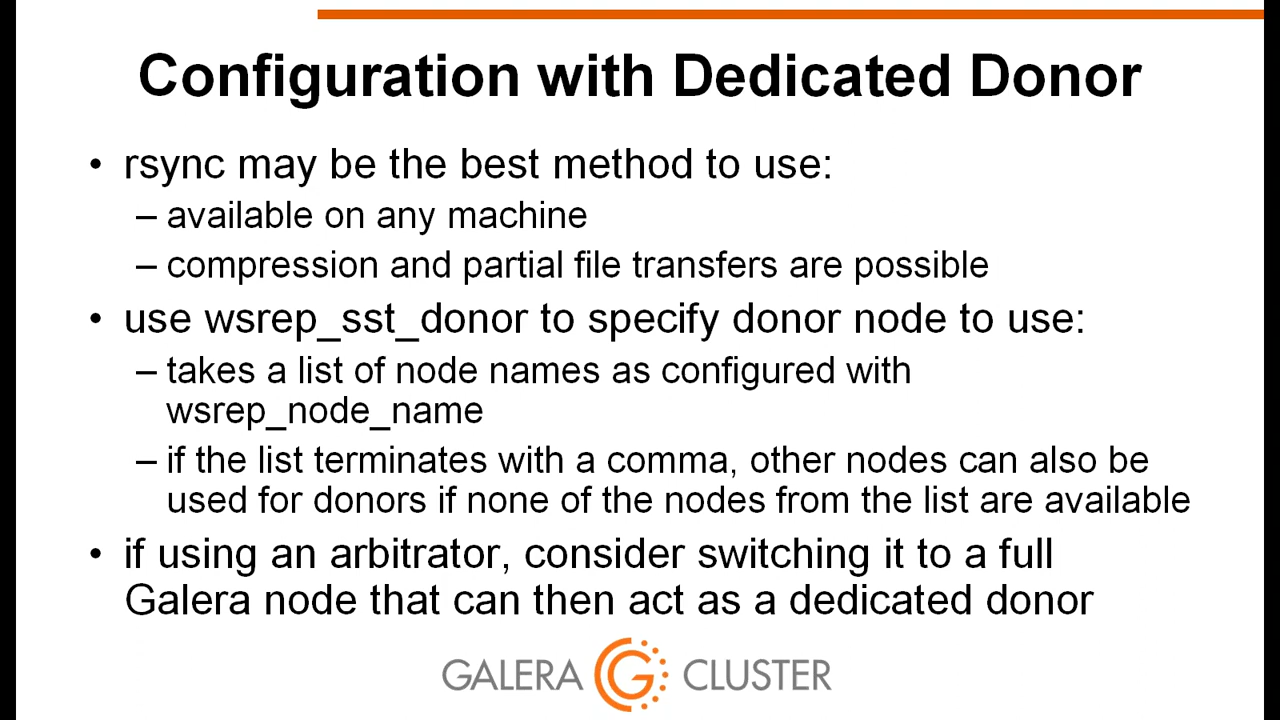 Configuration with Dedicated Donor
• rsync may be the best method to use:
– available on any machine
– compression and partial file transfers are possible
• use wsrep_sst_donor to specify donor node to use:
– takes a list of node names as configured with
wsrep_node_name
– if the list terminates with a comma, other nodes can also be
used for donors if none of the nodes from the list are available
• if using an arbitrator, consider switching it to a full
Galera node that can then act as a dedicated donor
GALERA CLUSTER